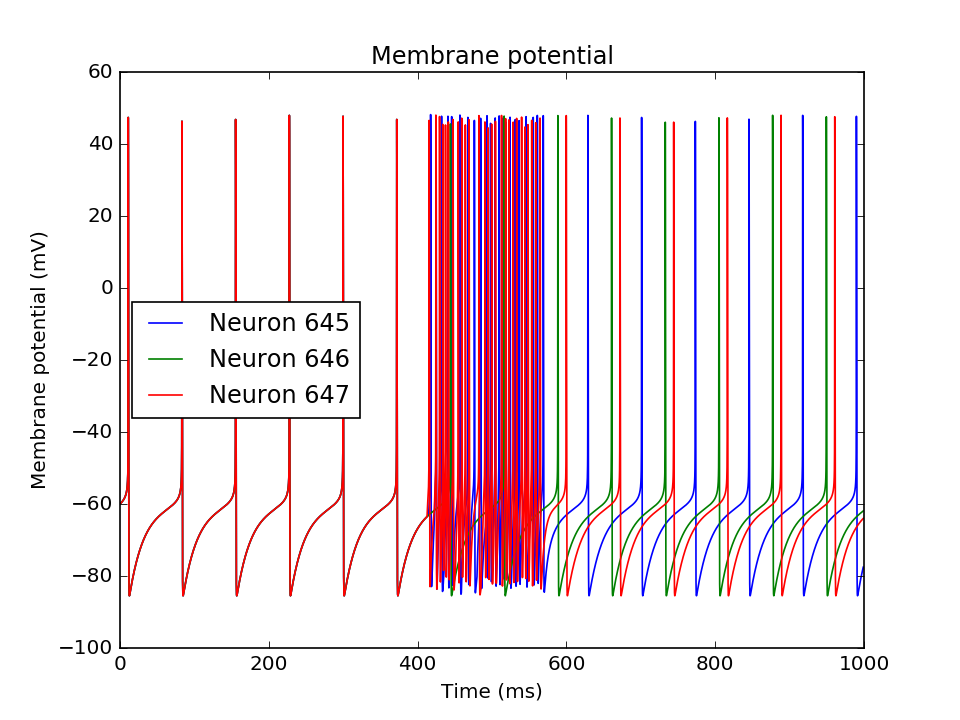 Membrane potential
60
40
20
0
−20
−40
−60
−80
−100
Membrane potential (mV)
Neuron 645
Neuron 646
Neuron 647
0 200 400 600 800 1000
Time (ms)